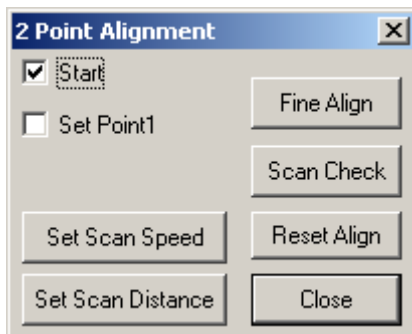 2 Point Alignment
Start
Set Point1
Fine Align
Scan Check
Set Scan Speed
Reset Align
Set Scan Distance
Close